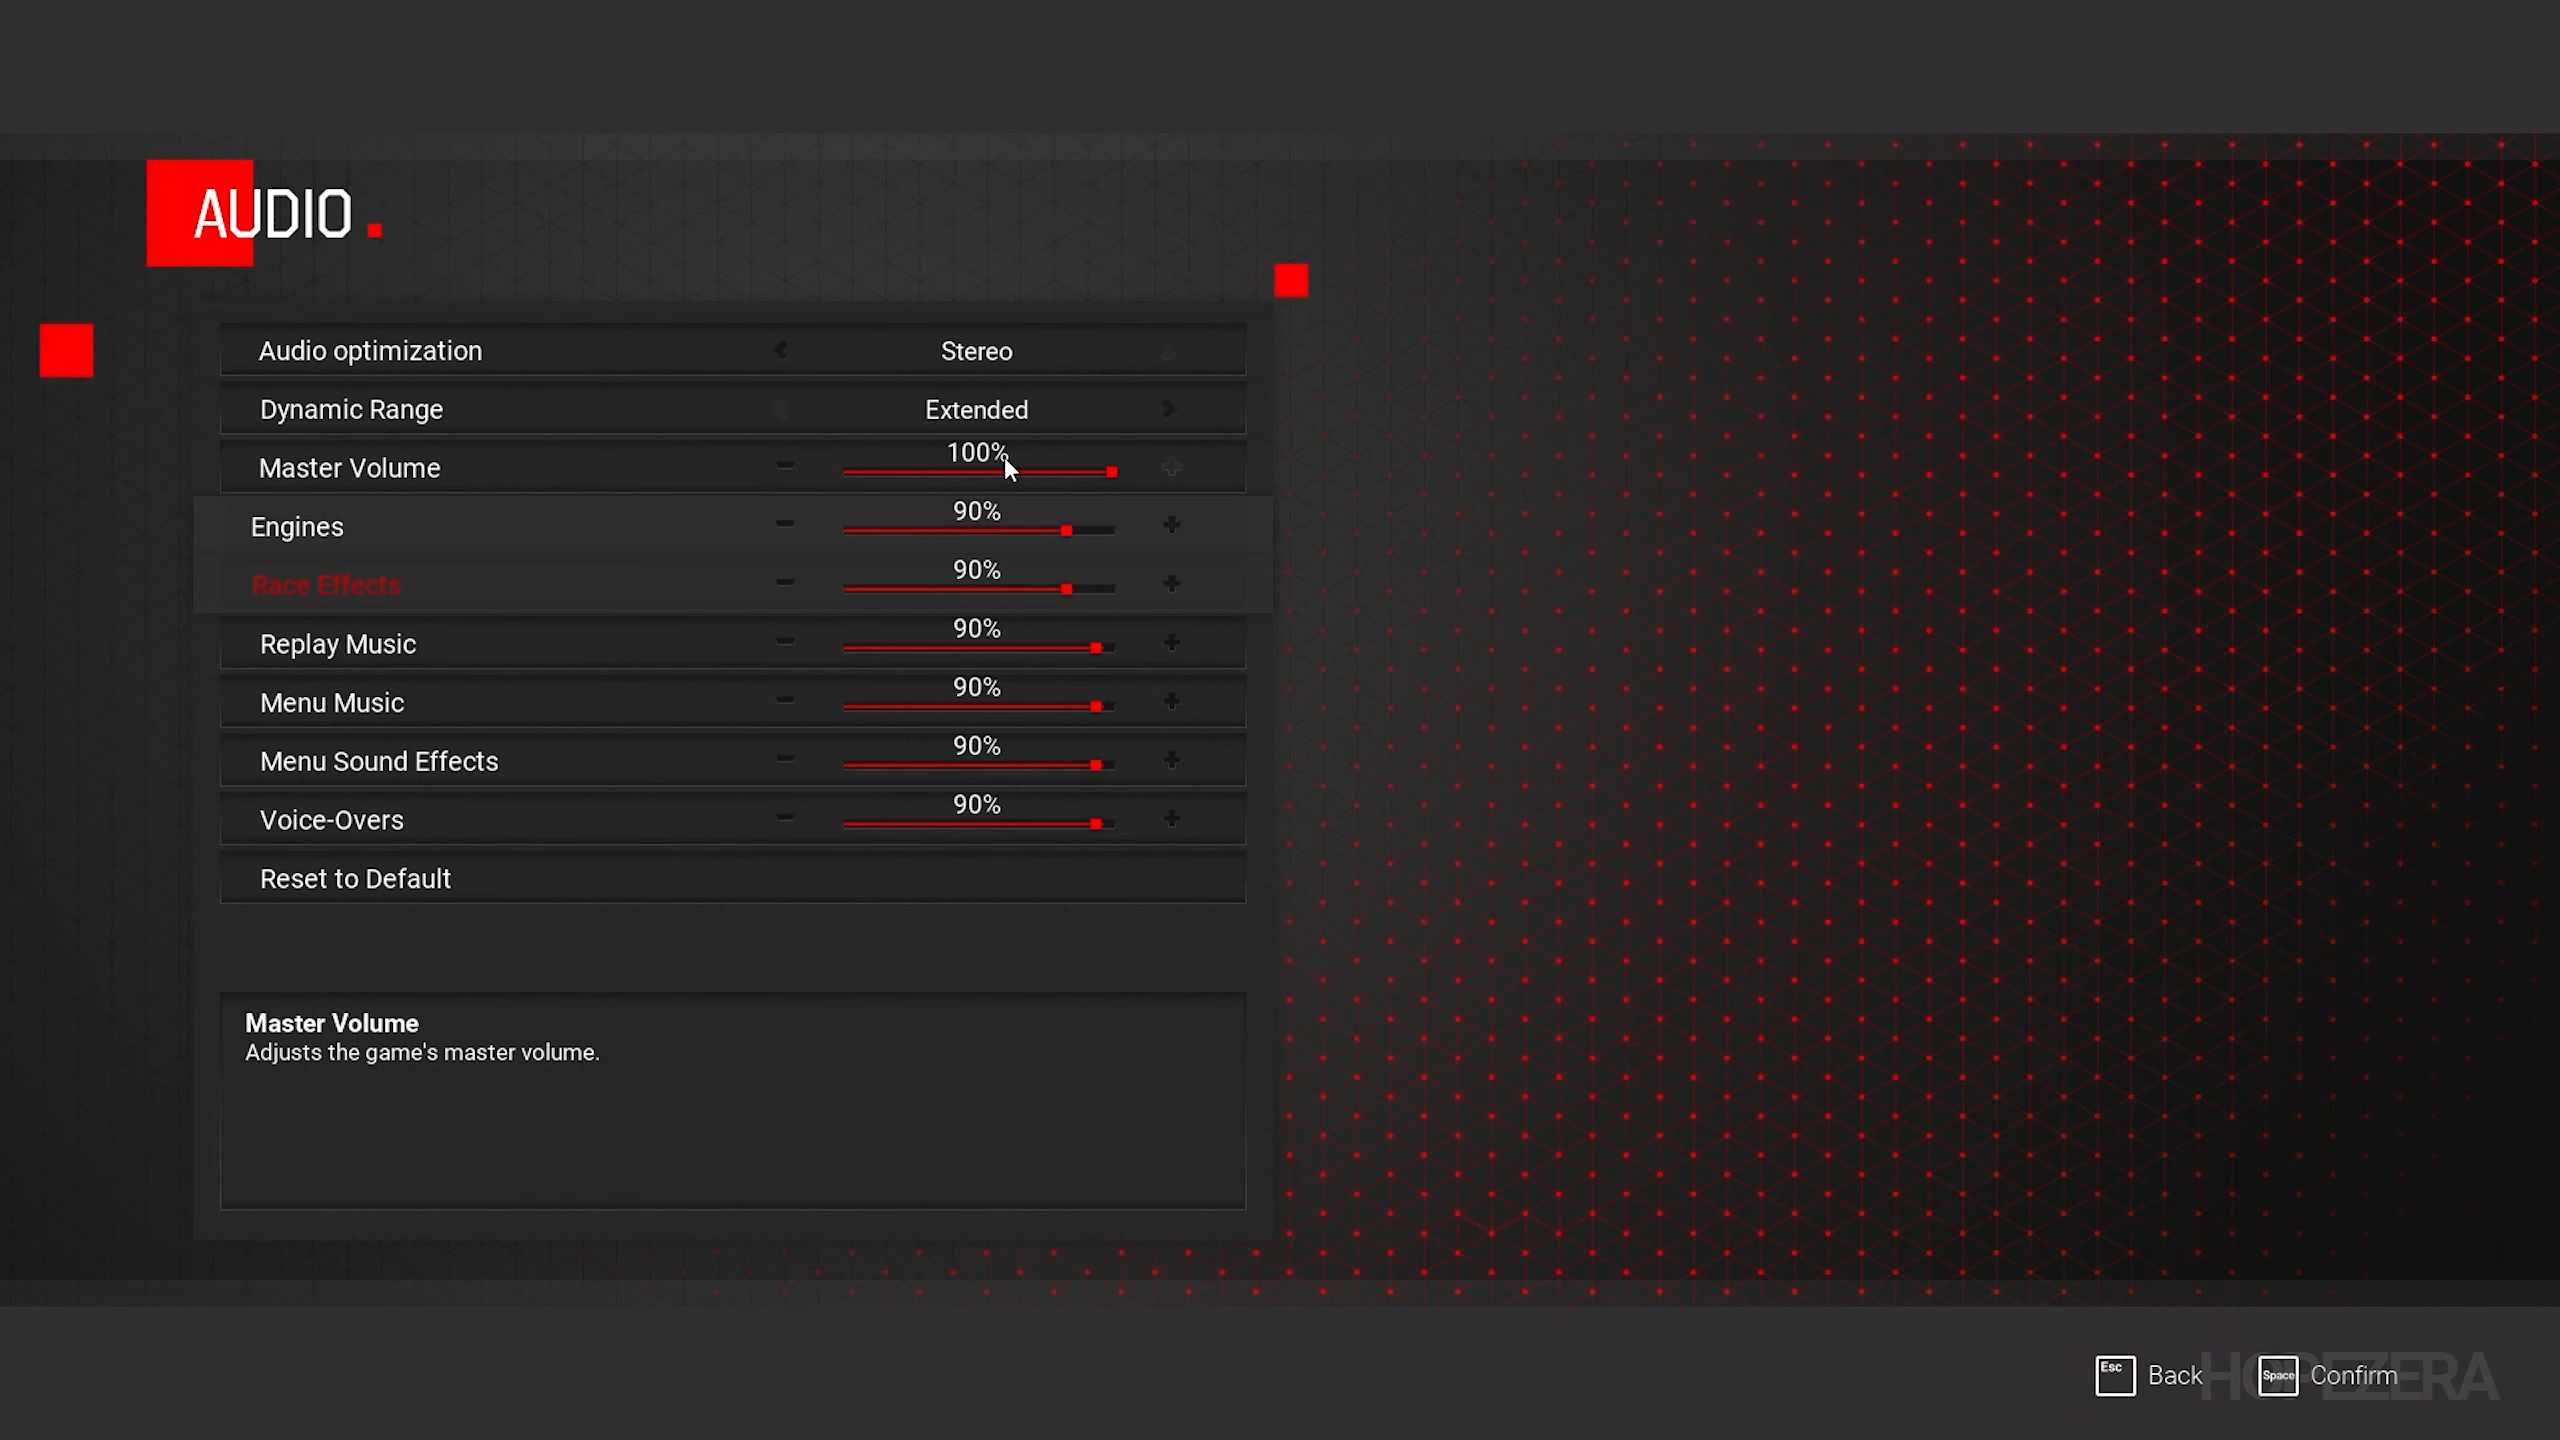 AUDIO.
Audio optimization Stereo
Dynamic Range Extended
Master Volume 100%
Engines 90%
Race Effects 90%
Replay Music 90%
Menu Music 90%
Menu Sound Effects 90%
Voice-Overs 90%
Reset to Default
Master Volume
Adjusts the game's master volume.
Esc Back Space Confirm
HOPEZERA